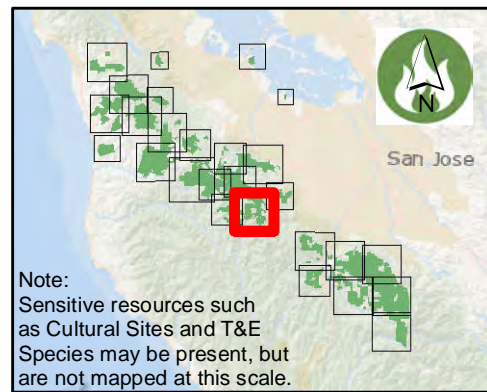 N
San Jose
Note:
Sensitive resources such
as Cultural Sites and T&E
Species may be present, but
are not mapped at this scale.